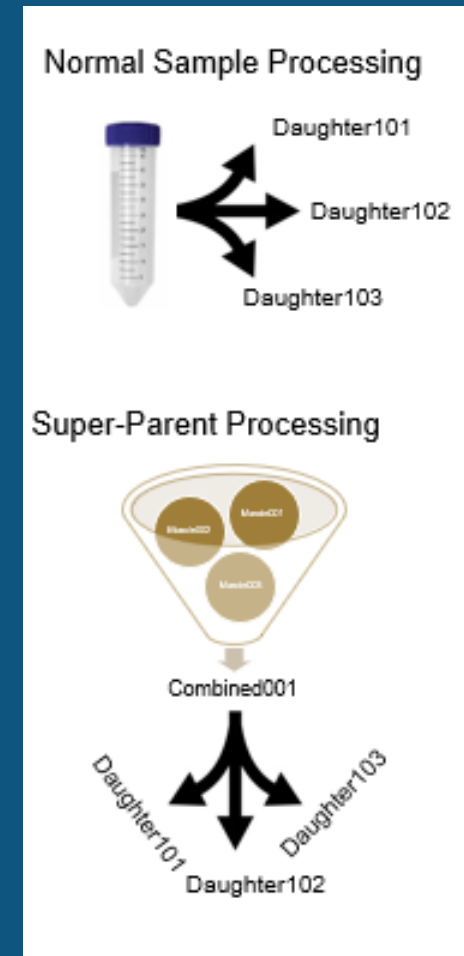 Normal Sample Processing
Daughter101
Daughter102
Daughter103
Super-Parent Processing
Combined001
Daughter101
Daughter103
Daughter102